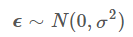 ϵ ∼ N(0, σ²)